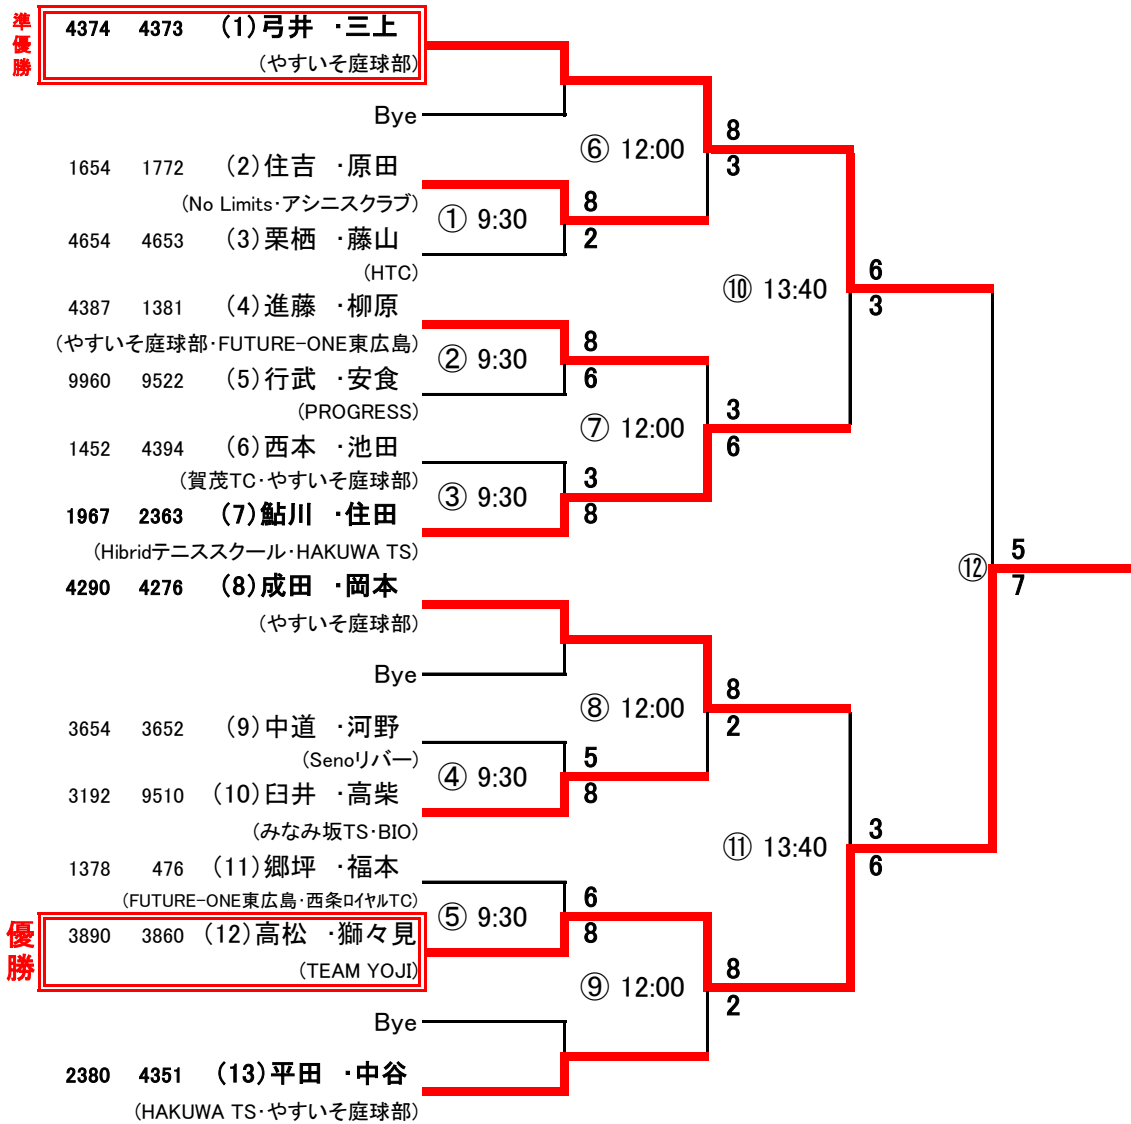 準優勝
4374 4373 (1)弓井 ・三上
(やすいそ庭球部)
Bye
⑥ 12:00
8
3
1654 1772 (2)住吉 ・原田
(No Limits・アシニスクラブ)
① 9:30
8
2
4654 4653 (3)栗栖 ・藤山
(HTC)
⑩ 13:40
6
3
4387 1381 (4)進藤 ・柳原
(やすいそ庭球部・FUTURE-ONE東広島)
② 9:30
8
6
9960 9522 (5)行武 ・安食
(PROGRESS)
⑦ 12:00
3
6
1452 4394 (6)西本 ・池田
(賀茂TC・やすいそ庭球部)
③ 9:30
3
8
1967 2363 (7)鮎川 ・住田
(Hibridテニススクール・HAKUWA TS)
⑫
5
7
4290 4276 (8)成田 ・岡本
(やすいそ庭球部)
Bye
⑧ 12:00
8
2
3654 3652 (9)中道 ・河野
(Senoリバー)
④ 9:30
5
8
3192 9510 (10)臼井 ・高柴
(みなみ坂TS・BIO)
⑪ 13:40
3
6
1378 476 (11)郷坪 ・福本
(FUTURE-ONE東広島・西条ﾛｲﾔﾙTC)
⑤ 9:30
6
8
優勝
3890 3860 (12)高松 ・獅々見
(TEAM YOJI)
⑨ 12:00
8
2
Bye
2380 4351 (13)平田 ・中谷
(HAKUWA TS・やすいそ庭球部)